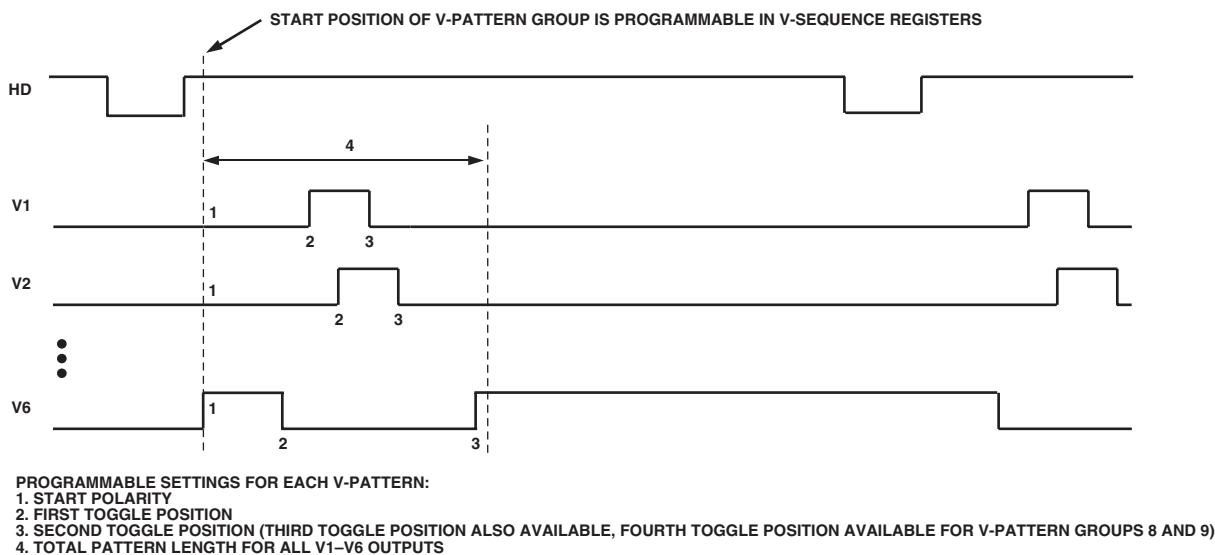 START POSITION OF V-PATTERN GROUP IS PROGRAMMABLE IN V-SEQUENCE REGISTERS
HD
4
V1
1
2 3
V2
1
2 3
V6
1
2 3
PROGRAMMABLE SETTINGS FOR EACH V-PATTERN:
1. START POLARITY
2. FIRST TOGGLE POSITION
3. SECOND TOGGLE POSITION (THIRD TOGGLE POSITION ALSO AVAILABLE, FOURTH TOGGLE POSITION AVAILABLE FOR V-PATTERN GROUPS 8 AND 9)
4. TOTAL PATTERN LENGTH FOR ALL V1–V6 OUTPUTS